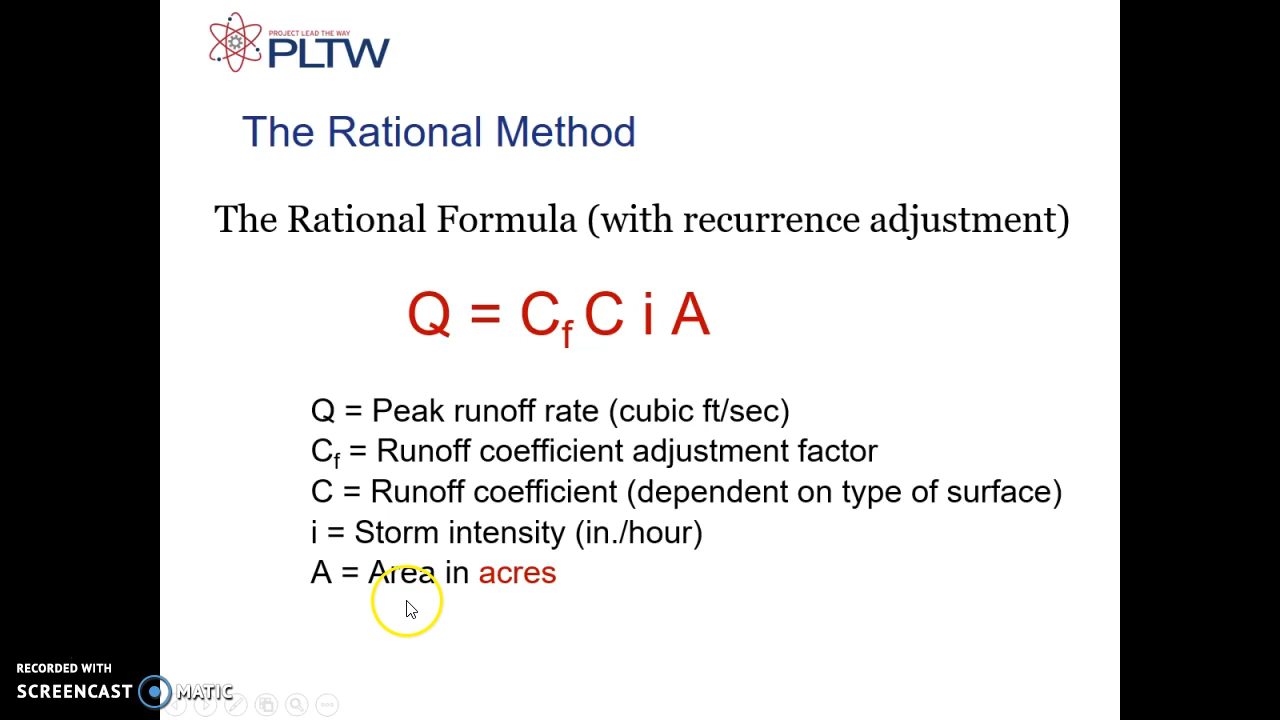 PROJECT LEAD THE WAY
PLTW
The Rational Method
The Rational Formula (with recurrence adjustment)
Q = Cf C i A
Q = Peak runoff rate (cubic ft/sec)
Cf = Runoff coefficient adjustment factor
C = Runoff coefficient (dependent on type of surface)
i = Storm intensity (in./hour)
A = Area in acres
RECORDED WITH
SCREENCAST MATIC